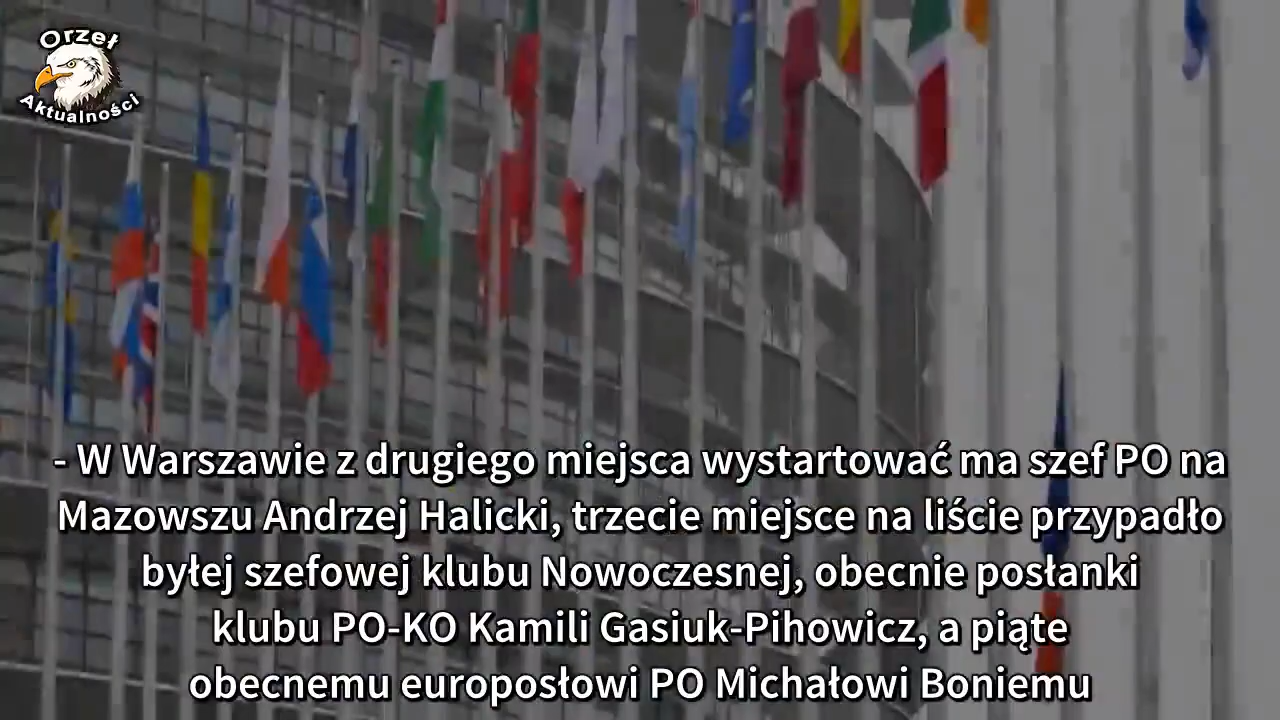 Orzeł
Aktualności
- W Warszawie z drugiego miejsca wystartować ma szef PO na
Mazowszu Andrzej Halicki, trzecie miejsce na liście przypadło
byłej szefowej klubu Nowoczesnej, obecnie posłanki
klubu PO-KO Kamili Gasiuk-Pihowicz, a piąte
obecnemu europosłowi PO Michałowi Boniemu